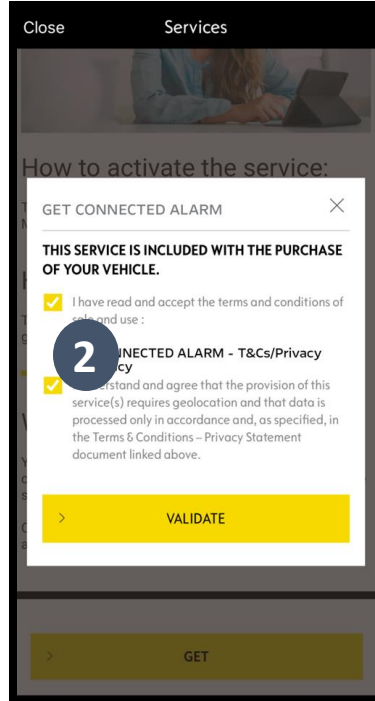 Close Services
How to activate the service:
GET CONNECTED ALARM
THIS SERVICE IS INCLUDED WITH THE PURCHASE
OF YOUR VEHICLE.
I have read and accept the terms and conditions of
sale and use :
2
ALARM - T&Cs/Privacy
and agree that the provision of this
service(s) requires geolocation and that data is
processed only in accordance and, as specified, in
the Terms & Conditions – Privacy Statement
document linked above.
> VALIDATE
> GET